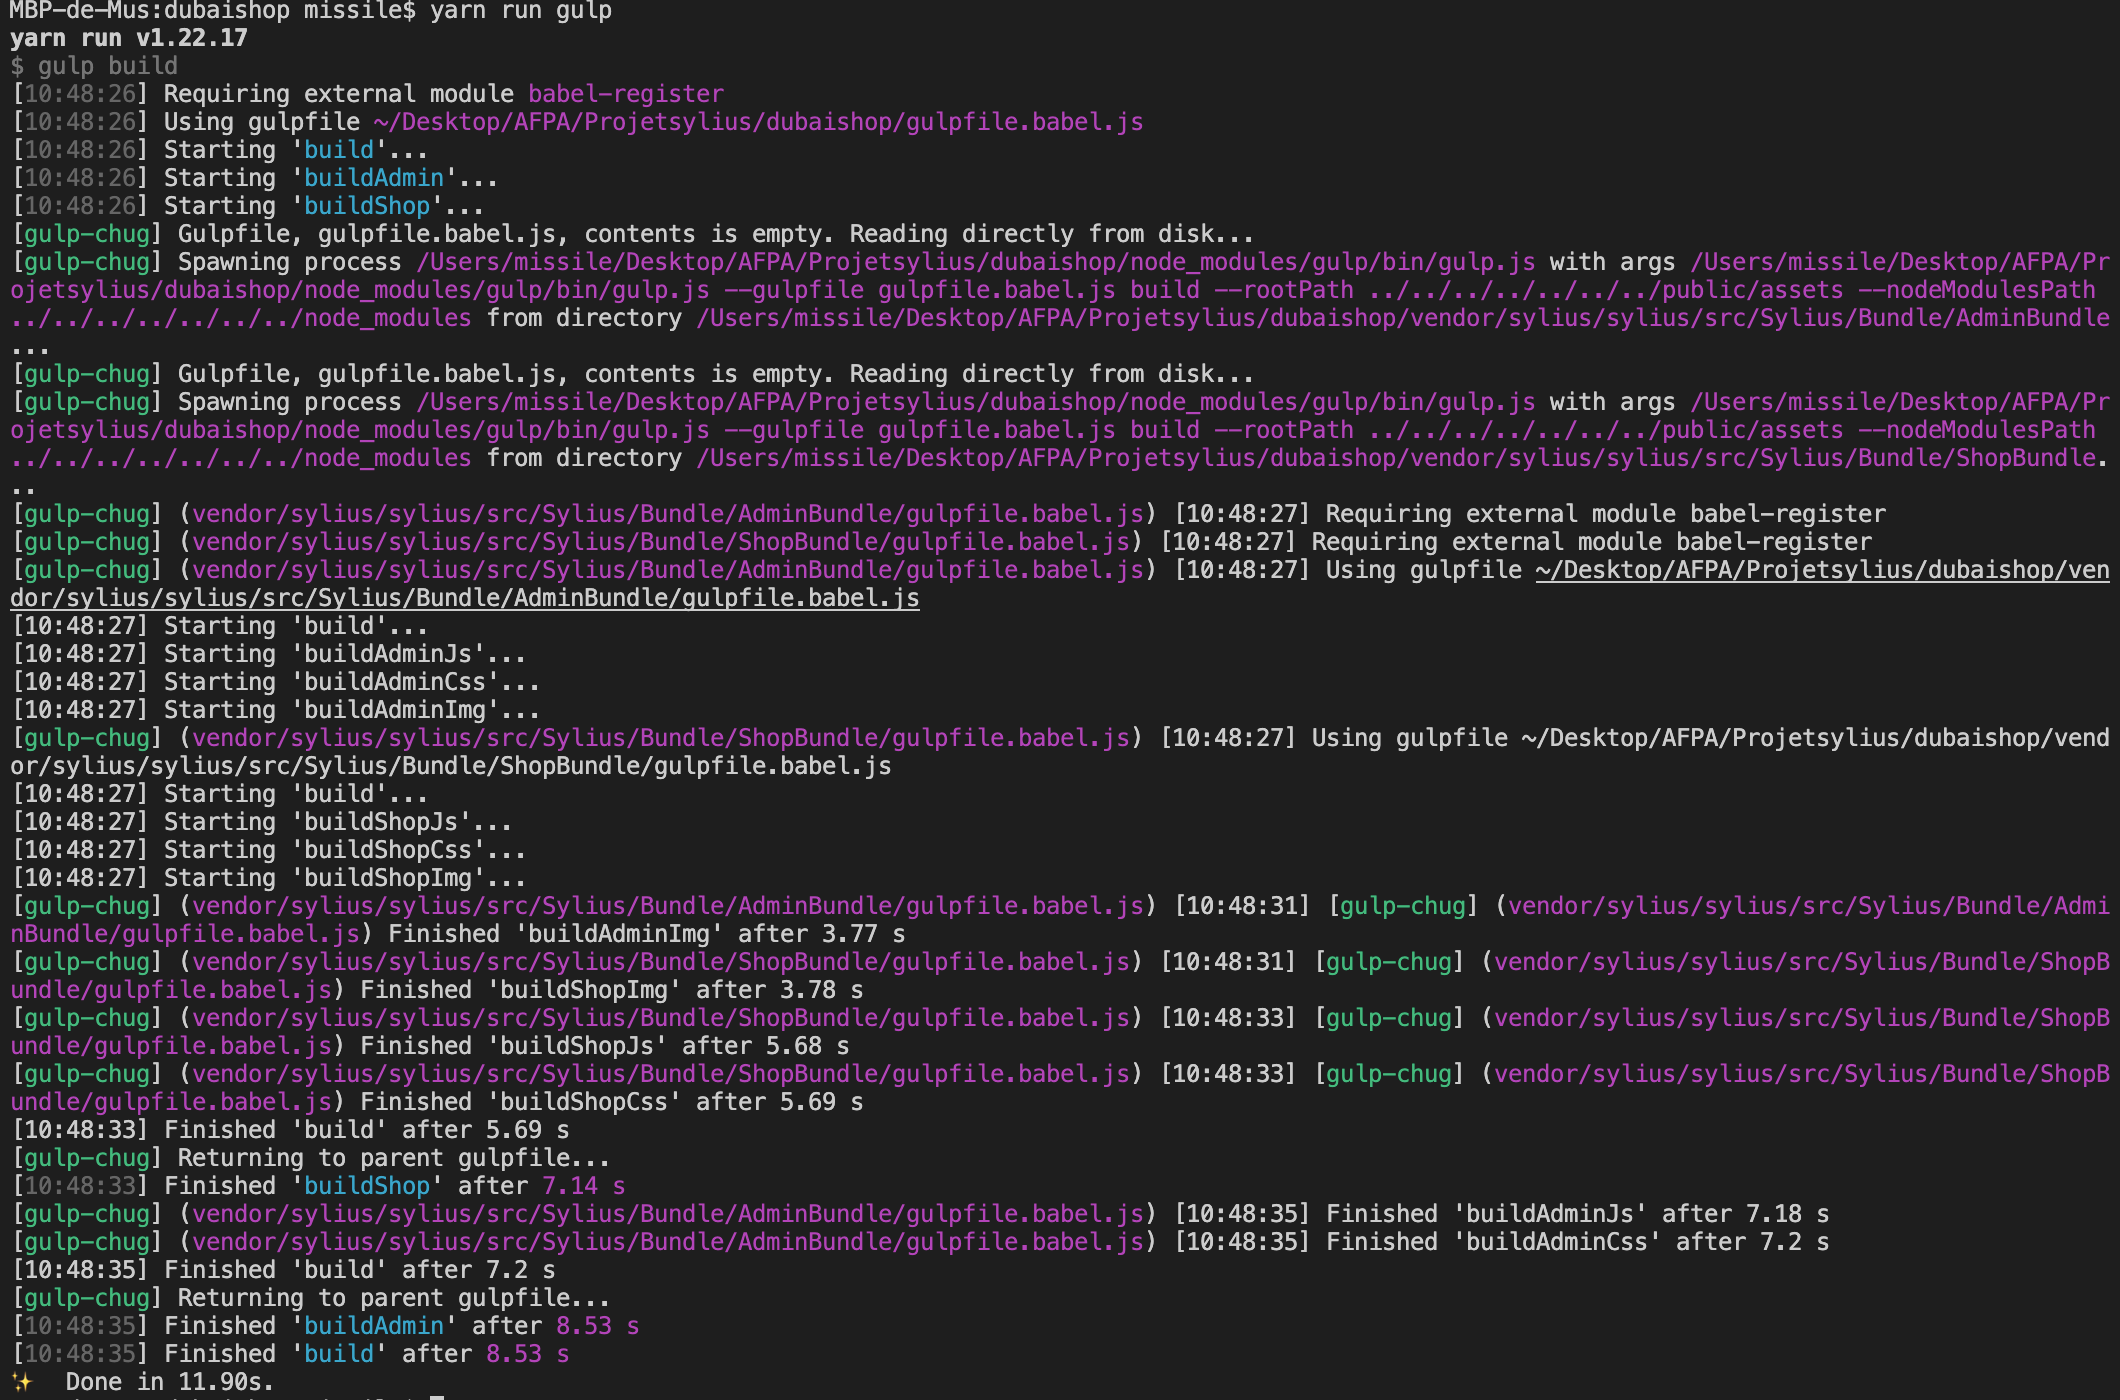 MBP-de-Mus:dubaishop missile$ yarn run gulp
yarn run v1.22.17
$ gulp build
[10:48:26] Requiring external module babel-register
[10:48:26] Using gulpfile ~/Desktop/AFPA/Projetsylius/dubaishop/gulpfile.babel.js
[10:48:26] Starting 'build'...
[10:48:26] Starting 'buildAdmin'...
[10:48:26] Starting 'buildShop'...
[gulp-chug] Gulpfile, gulpfile.babel.js, contents is empty. Reading directly from disk...
[gulp-chug] Spawning process /Users/missile/Desktop/AFPA/Projetsylius/dubaishop/node_modules/gulp/bin/gulp.js with args /Users/missile/Desktop/AFPA/Pr
ojetsylius/dubaishop/node_modules/gulp/bin/gulp.js --gulpfile gulpfile.babel.js build --rootPath ../../../../../../../public/assets --nodeModulesPath
../../../../../../../node_modules from directory /Users/missile/Desktop/AFPA/Projetsylius/dubaishop/vendor/sylius/sylius/src/Sylius/Bundle/AdminBundle
...
[gulp-chug] Gulpfile, gulpfile.babel.js, contents is empty. Reading directly from disk...
[gulp-chug] Spawning process /Users/missile/Desktop/AFPA/Projetsylius/dubaishop/node_modules/gulp/bin/gulp.js with args /Users/missile/Desktop/AFPA/Pr
ojetsylius/dubaishop/node_modules/gulp/bin/gulp.js --gulpfile gulpfile.babel.js build --rootPath ../../../../../../../public/assets --nodeModulesPath
../../../../../../../node_modules from directory /Users/missile/Desktop/AFPA/Projetsylius/dubaishop/vendor/sylius/sylius/src/Sylius/Bundle/ShopBundle.
..
[gulp-chug] (vendor/sylius/sylius/src/Sylius/Bundle/AdminBundle/gulpfile.babel.js) [10:48:27] Requiring external module babel-register
[gulp-chug] (vendor/sylius/sylius/src/Sylius/Bundle/ShopBundle/gulpfile.babel.js) [10:48:27] Requiring external module babel-register
[gulp-chug] (vendor/sylius/sylius/src/Sylius/Bundle/AdminBundle/gulpfile.babel.js) [10:48:27] Using gulpfile ~/Desktop/AFPA/Projetsylius/dubaishop/ven
dor/sylius/sylius/src/Sylius/Bundle/AdminBundle/gulpfile.babel.js
[10:48:27] Starting 'build'...
[10:48:27] Starting 'buildAdminJs'...
[10:48:27] Starting 'buildAdminCss'...
[10:48:27] Starting 'buildAdminImg'...
[gulp-chug] (vendor/sylius/sylius/src/Sylius/Bundle/ShopBundle/gulpfile.babel.js) [10:48:27] Using gulpfile ~/Desktop/AFPA/Projetsylius/dubaishop/vend
or/sylius/sylius/src/Sylius/Bundle/ShopBundle/gulpfile.babel.js
[10:48:27] Starting 'build'...
[10:48:27] Starting 'buildShopJs'...
[10:48:27] Starting 'buildShopCss'...
[10:48:27] Starting 'buildShopImg'...
[gulp-chug] (vendor/sylius/sylius/src/Sylius/Bundle/AdminBundle/gulpfile.babel.js) [10:48:31] [gulp-chug] (vendor/sylius/sylius/src/Sylius/Bundle/Admi
nBundle/gulpfile.babel.js) Finished 'buildAdminImg' after 3.77 s
[gulp-chug] (vendor/sylius/sylius/src/Sylius/Bundle/ShopBundle/gulpfile.babel.js) [10:48:31] [gulp-chug] (vendor/sylius/sylius/src/Sylius/Bundle/ShopB
undle/gulpfile.babel.js) Finished 'buildShopImg' after 3.78 s
[gulp-chug] (vendor/sylius/sylius/src/Sylius/Bundle/ShopBundle/gulpfile.babel.js) [10:48:33] [gulp-chug] (vendor/sylius/sylius/src/Sylius/Bundle/ShopB
undle/gulpfile.babel.js) Finished 'buildShopJs' after 5.68 s
[gulp-chug] (vendor/sylius/sylius/src/Sylius/Bundle/ShopBundle/gulpfile.babel.js) [10:48:33] [gulp-chug] (vendor/sylius/sylius/src/Sylius/Bundle/ShopB
undle/gulpfile.babel.js) Finished 'buildShopCss' after 5.69 s
[10:48:33] Finished 'build' after 5.69 s
[gulp-chug] Returning to parent gulpfile...
[10:48:33] Finished 'buildShop' after 7.14 s
[gulp-chug] (vendor/sylius/sylius/src/Sylius/Bundle/AdminBundle/gulpfile.babel.js) [10:48:35] Finished 'buildAdminJs' after 7.18 s
[gulp-chug] (vendor/sylius/sylius/src/Sylius/Bundle/AdminBundle/gulpfile.babel.js) [10:48:35] Finished 'buildAdminCss' after 7.2 s
[10:48:35] Finished 'build' after 7.2 s
[gulp-chug] Returning to parent gulpfile...
[10:48:35] Finished 'buildAdmin' after 8.53 s
[10:48:35] Finished 'build' after 8.53 s
✨  Done in 11.90s.